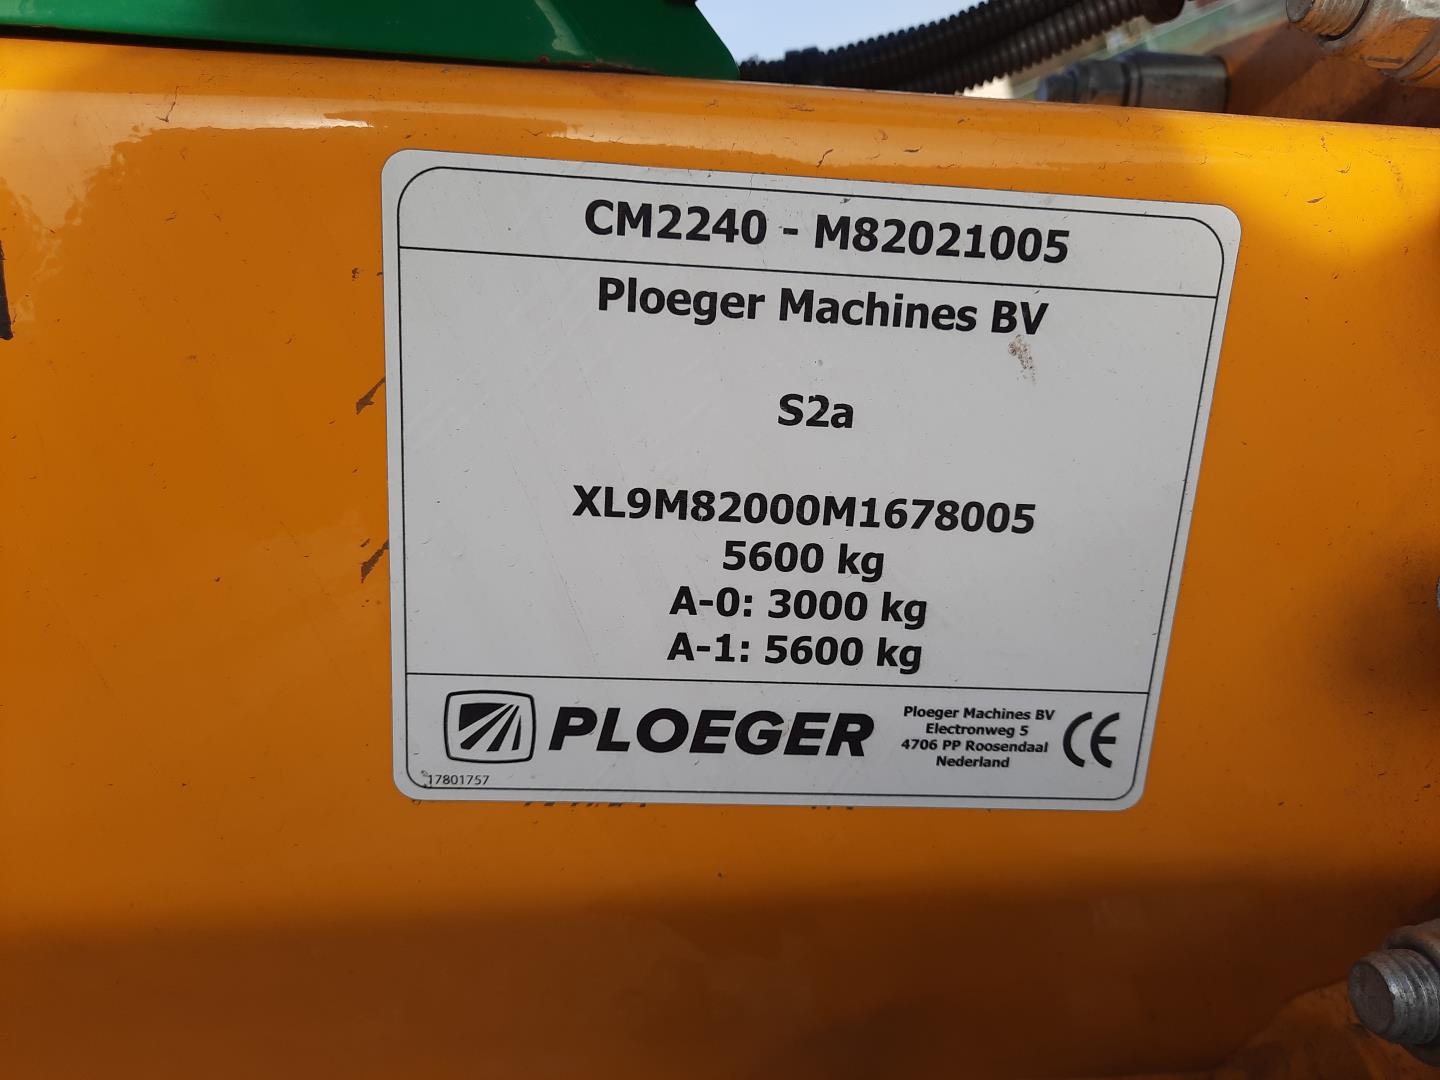 CM2240 - M82021005
Ploeger Machines BV
S2a
XL9M82000M1678005
5600 kg
A-0: 3000 kg
A-1: 5600 kg
PLOEGER
Ploeger Machines BV
Electronweg 5
4706 PP Roosendaal
Nederland
CE
17801757